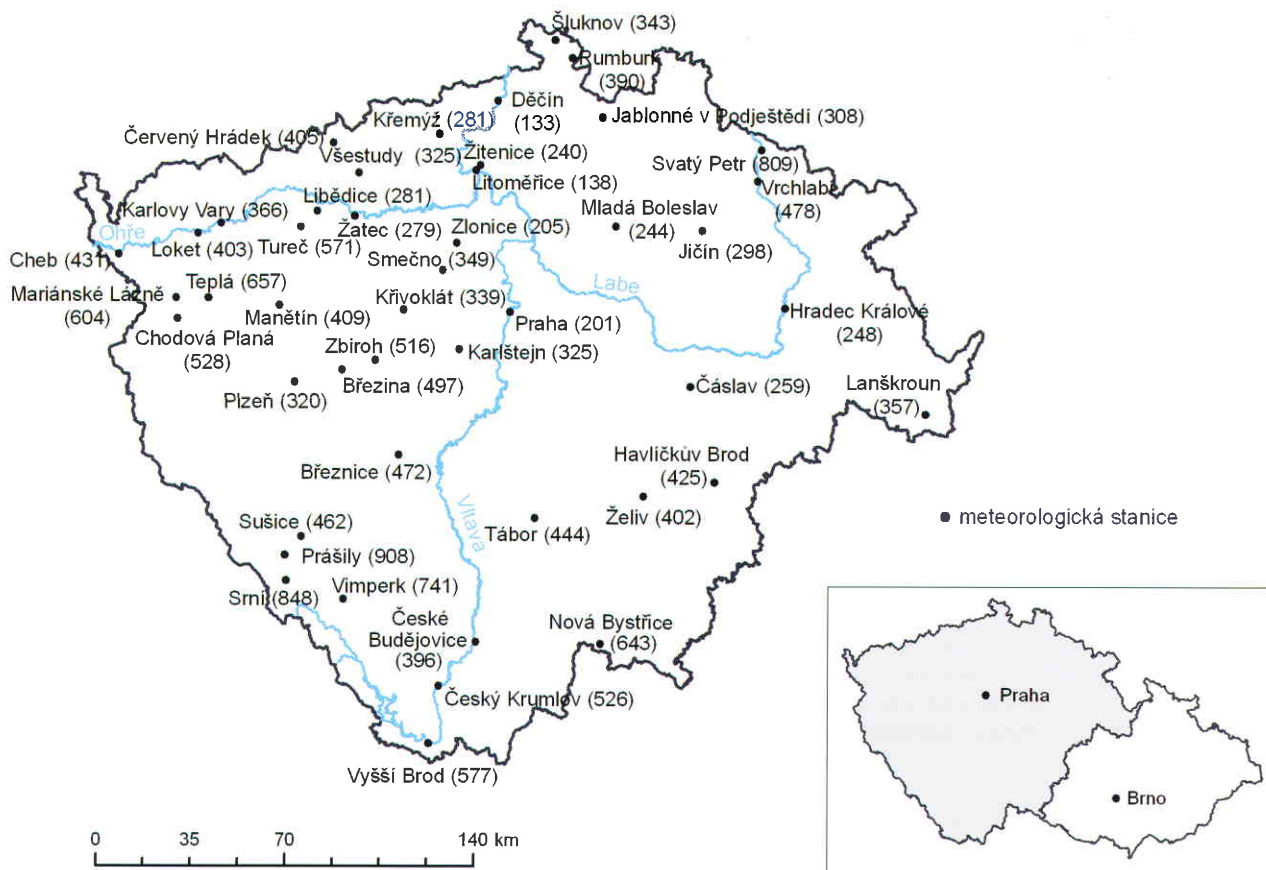 Šluknov (343)
Rumburk
(390)
Děčín
(133)
Křemýž (281)
Jablonné v Podještědí (308)
Červený Hrádek (405)
Všestudy (325)
Žitenice (240)
Svatý Petr (809)
Litoměřice (138)
Vrchlabí
(478)
Libědice (281)
Mladá Boleslav
(244)
Karlovy Vary (366)
Žatec (279)
Zlonice (205)
Ohře
Loket (403)
Tureč (571)
Jičín (298)
Cheb (431)
Smečno (349)
Teplá (657)
Labe
Mariánské Lázně
(604)
Křivoklát (339)
Manětín (409)
Praha (201)
Hradec Králové
(248)
Chodová Planá
(528)
Zbiroh (516)
Karlštejn (325)
Březina (497)
Plzeň (320)
Čáslav (259)
Lanškroun
(357)
Březnice (472)
Havlíčkův Brod
(425)
Vltava
Želiv (402)
Sušice (462)
Tábor (444)
meteorologická stanice
Prášily (908)
Srní (848)
Vimperk (741)
České
Budějovice
(396)
Nová Bystřice
(643)
Český Krumlov (526)
Vyšší Brod (577)
Praha
Brno
0 35 70 140 km